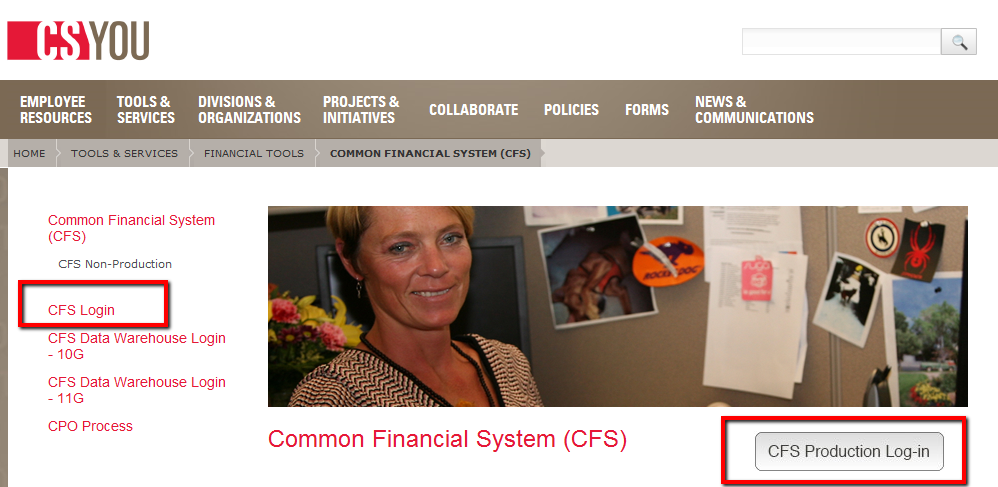 CSYOU
EMPLOYEE
RESOURCES
TOOLS &
SERVICES
DIVISIONS &
ORGANIZATIONS
PROJECTS &
INITIATIVES
COLLABORATE
POLICIES
FORMS
NEWS &
COMMUNICATIONS
HOME
TOOLS & SERVICES
FINANCIAL TOOLS
COMMON FINANCIAL SYSTEM (CFS)
Common Financial System
(CFS)
CFS Non-Production
CFS Login
CFS Data Warehouse Login
- 10G
CFS Data Warehouse Login
- 11G
CPO Process
Common Financial System (CFS)
CFS Production Log-in